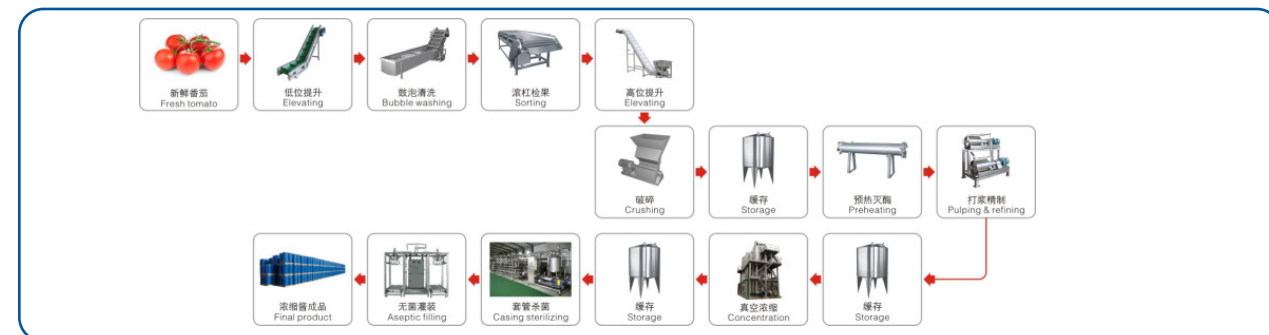 新鲜番茄
Fresh tomato
低位提升
Elevating
鼓泡清洗
Bubble washing
滚杠检果
Sorting
高位提升
Elevating
破碎
Crushing
缓存
Storage
预热灭酶
Preheating
打浆精制
Pulping & refining
浓缩酱成品
Final product
无菌灌装
Aseptic filling
套管杀菌
Casing sterilizing
缓存
Storage
真空浓缩
Concentration
缓存
Storage